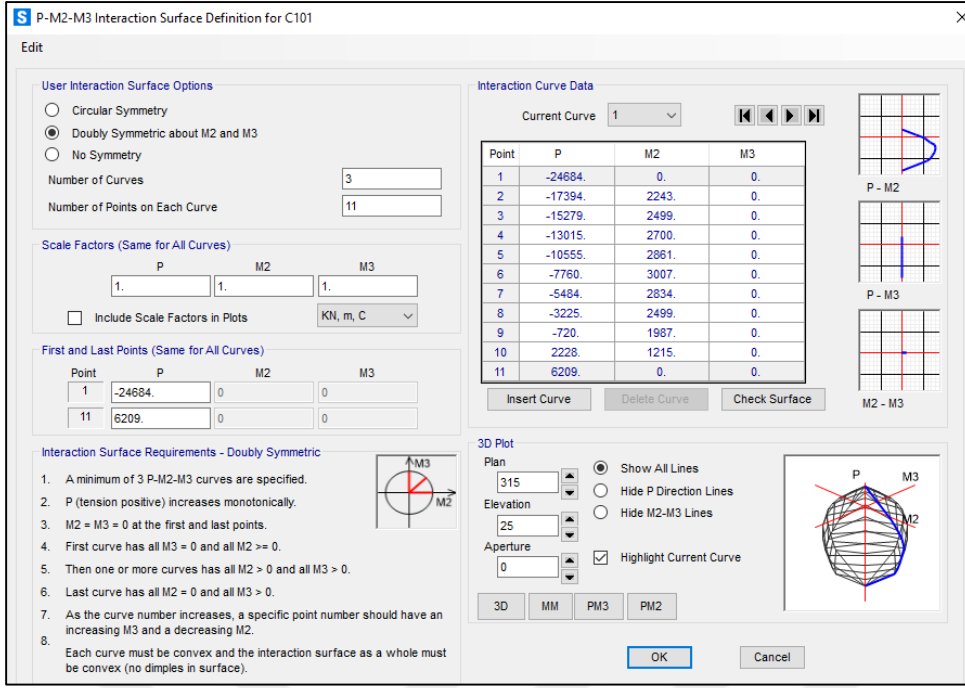 S P-M2-M3 Interaction Surface Definition for C101
Edit
User Interaction Surface Options
Circular Symmetry
Doubly Symmetric about M2 and M3
No Symmetry
Number of Curves 3
Number of Points on Each Curve 11
Scale Factors (Same for All Curves)
P M2 M3
1. 1. 1.
Include Scale Factors in Plots KN, m, C
First and Last Points (Same for All Curves)
Point P M2 M3
1 -24684. 0 0
11 6209. 0 0
Interaction Surface Requirements - Doubly Symmetric
1. A minimum of 3 P-M2-M3 curves are specified.
2. P (tension positive) increases monotonically.
3. M2 = M3 = 0 at the first and last points.
4. First curve has all M3 = 0 and all M2 >= 0.
5. Then one or more curves has all M2 > 0 and all M3 > 0.
6. Last curve has all M2 = 0 and all M3 > 0.
7. As the curve number increases, a specific point number should have an
increasing M3 and a decreasing M2.
8.
Each curve must be convex and the interaction surface as a whole must
be convex (no dimples in surface).
M3
M2
Interaction Curve Data
Current Curve 1
Point P M2 M3
1 -24684. 0. 0.
2 -17394. 2243. 0.
3 -15279. 2499. 0.
4 -13015. 2700. 0.
5 -10555. 2861. 0.
6 -7760. 3007. 0.
7 -5484. 2834. 0.
8 -3225. 2499. 0.
9 -720. 1987. 0.
10 2228. 1215. 0.
11 6209. 0. 0.
Insert Curve Delete Curve Check Surface
P - M2
P - M3
M2 - M3
3D Plot
Plan
315
Elevation
25
Aperture
0
Show All Lines
Hide P Direction Lines
Hide M2-M3 Lines
Highlight Current Curve
3D MM PM3 PM2
P M3
M2
OK Cancel